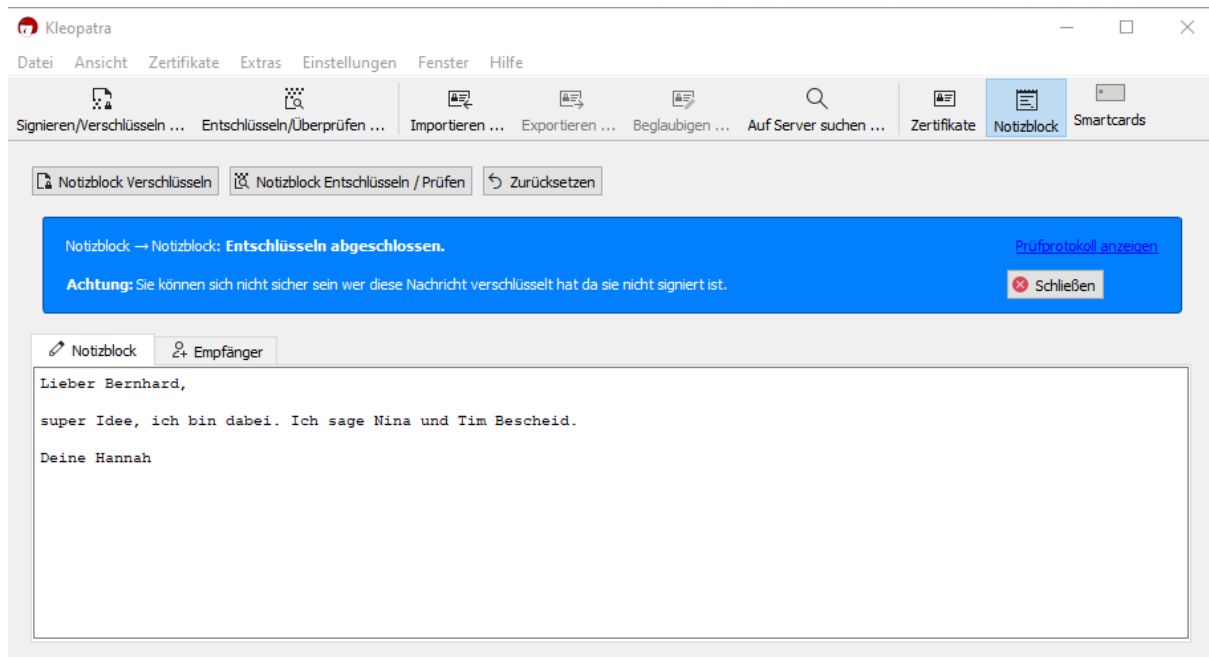 Kleopatra
Datei Ansicht Zertifikate Extras Einstellungen Fenster Hilfe
Signieren/Verschlüsseln ... Entschlüsseln/Überprüfen ... Importieren ... Exportieren ... Beglaubigen ... Auf Server suchen ... Zertifikate Notizblock Smartcards
Notizblock Verschlüsseln Notizblock Entschlüsseln / Prüfen Zurücksetzen
Notizblock → Notizblock: Entschlüsseln abgeschlossen. Prüfprotokoll anzeigen
Achtung: Sie können sich nicht sicher sein wer diese Nachricht verschlüsselt hat da sie nicht signiert ist. Schließen
Notizblock Empfänger
Lieber Bernhard,
super Idee, ich bin dabei. Ich sage Nina und Tim Bescheid.
Deine Hannah